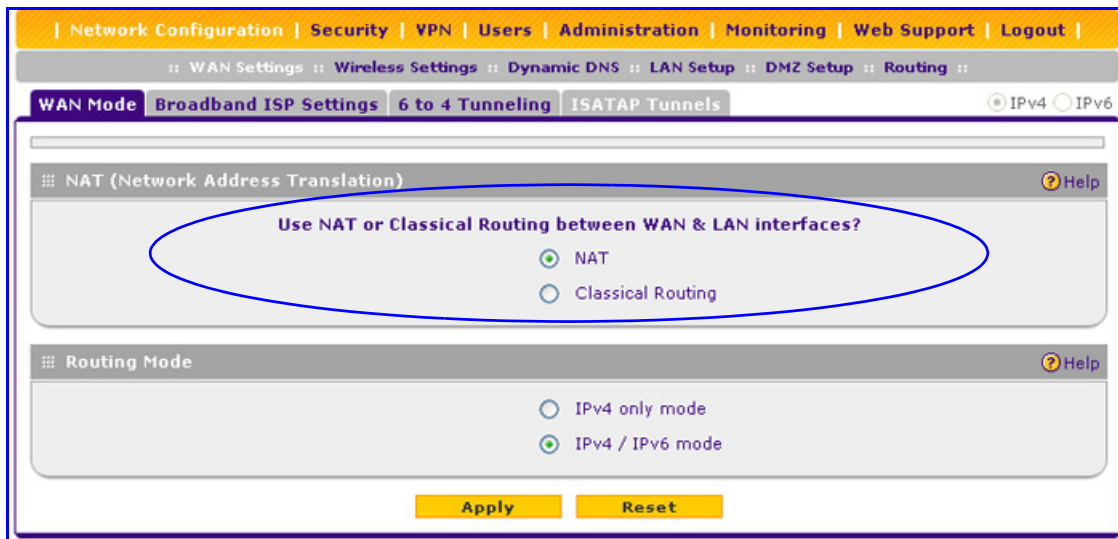 | Network Configuration | Security | VPN | Users | Administration | Monitoring | Web Support | Logout |
:: WAN Settings :: Wireless Settings :: Dynamic DNS :: LAN Setup :: DMZ Setup :: Routing ::
WAN Mode Broadband ISP Settings 6 to 4 Tunneling ISATAP Tunnels IPv4 IPv6
NAT (Network Address Translation) ? Help
Use NAT or Classical Routing between WAN & LAN interfaces?
NAT
Classical Routing
Routing Mode ? Help
IPv4 only mode
IPv4 / IPv6 mode
Apply Reset